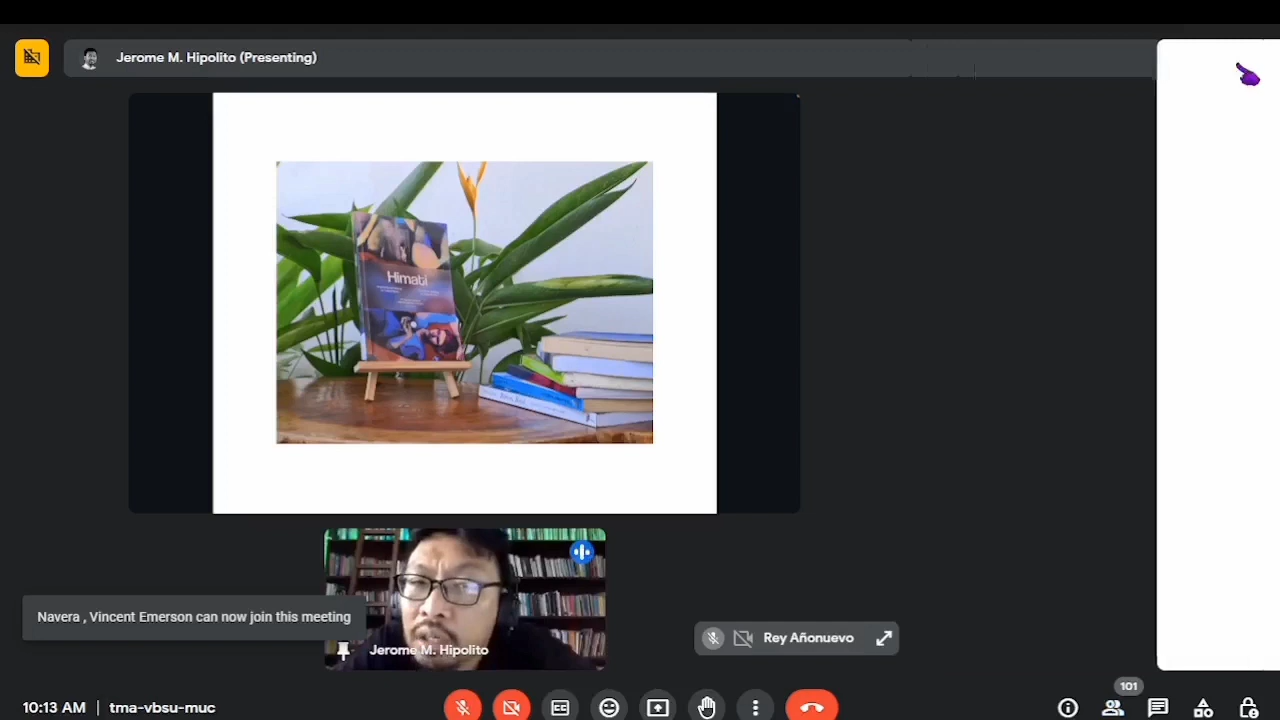 Jerome M. Hipolito (Presenting)
Himati
Navera , Vincent Emerson can now join this meeting
Jerome M. Hipolito
Rey Añonuevo
101
10:13 AM | tma-vbsu-muc